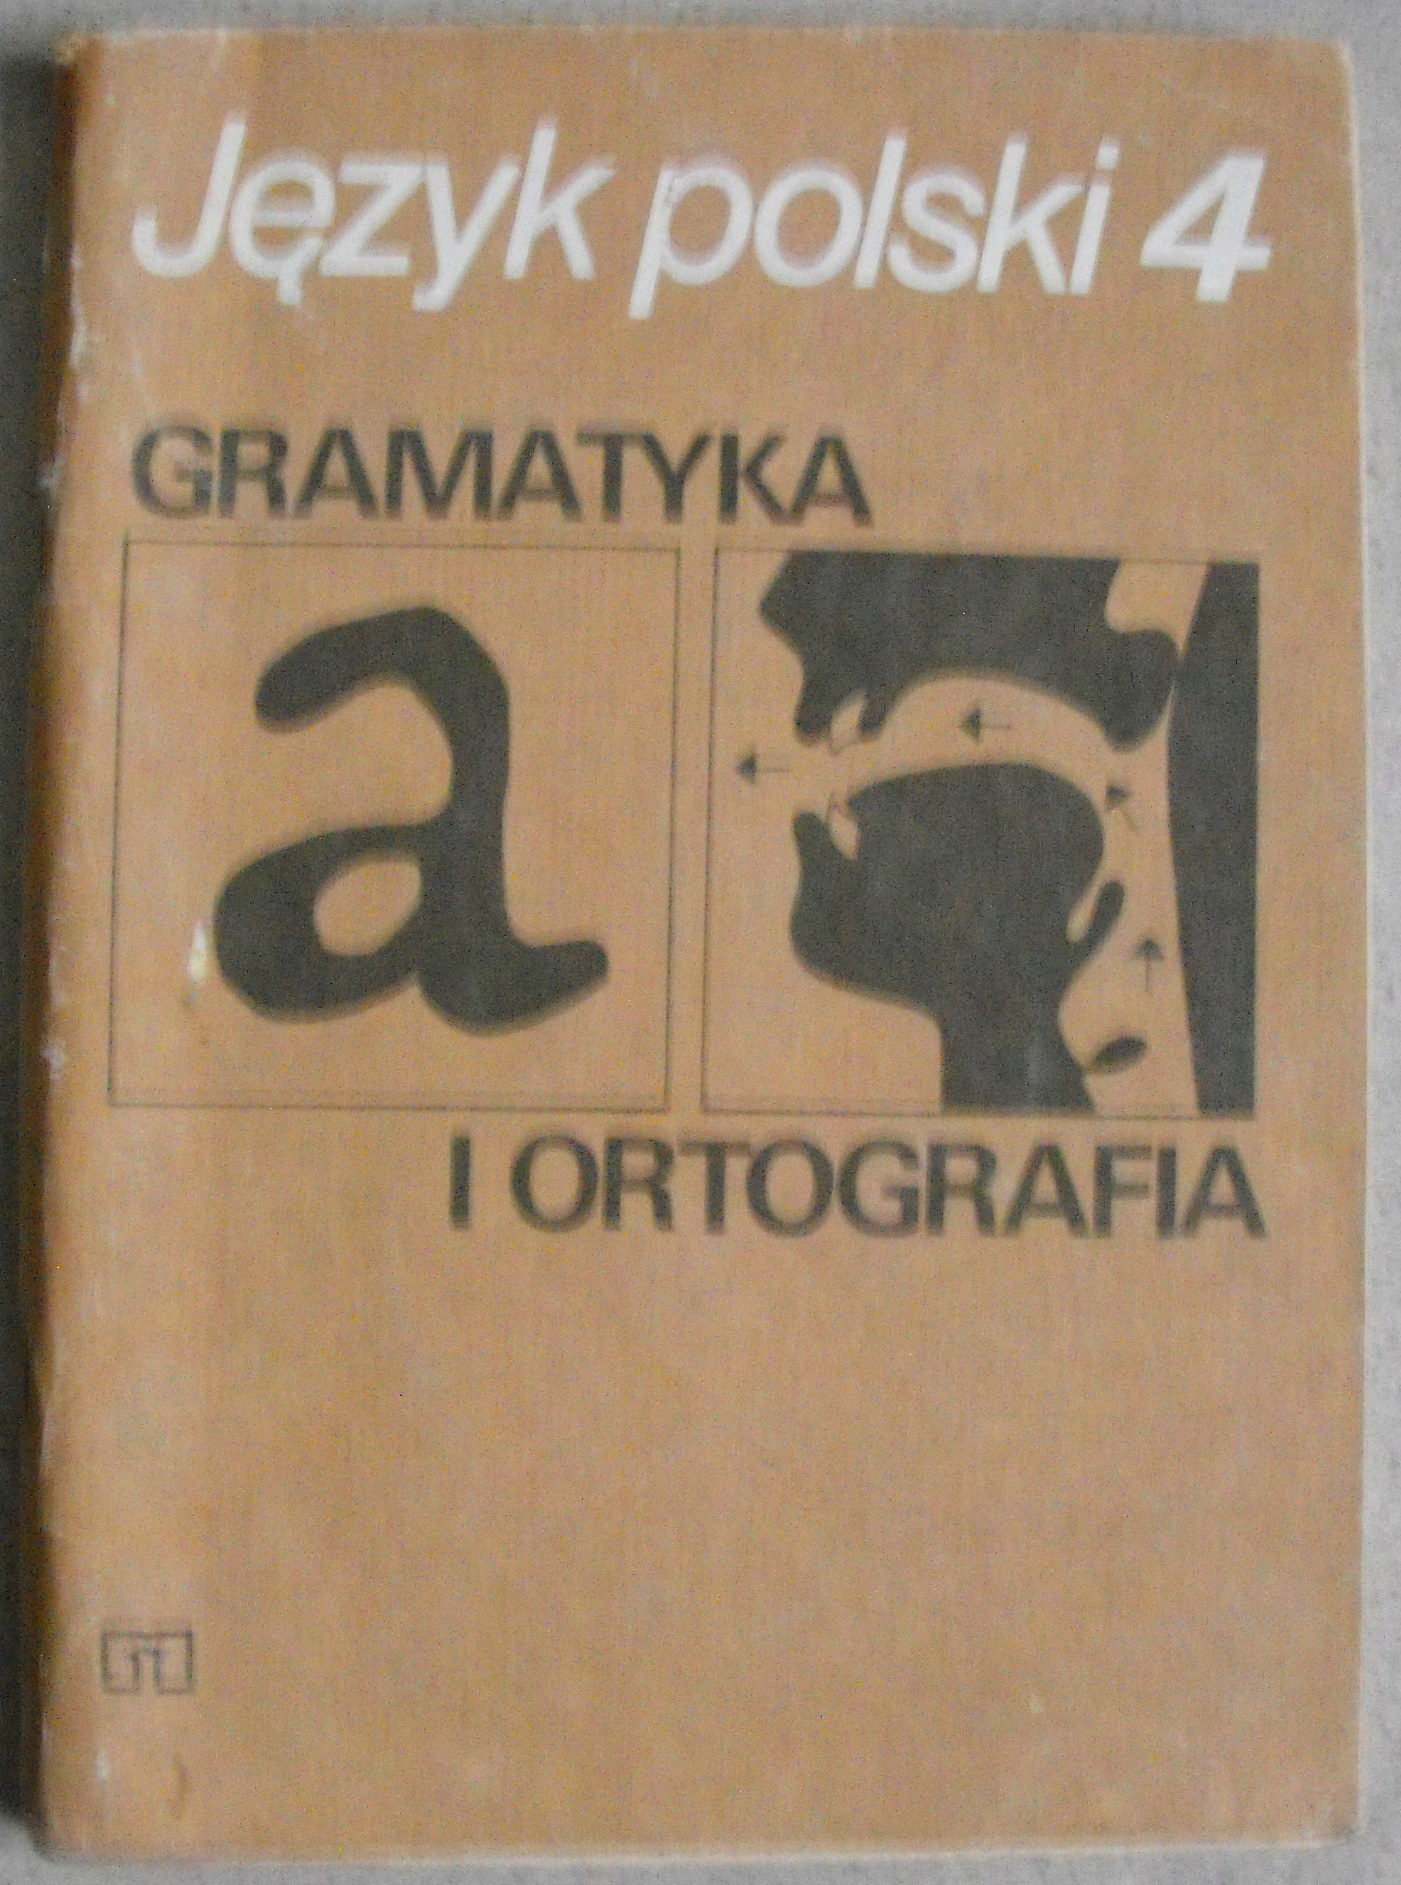 Język polski 4
GRAMATYKA
a
I ORTOGRAFIA